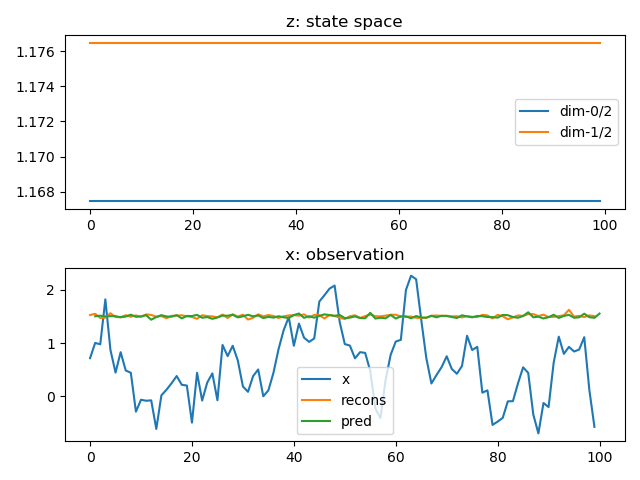 z: state space
1.176
1.174
1.172
1.170
1.168
dim-0/2
dim-1/2
0
20
40
60
80
100
x: observation
2
1
0
x
recons
pred
0
20
40
60
80
100